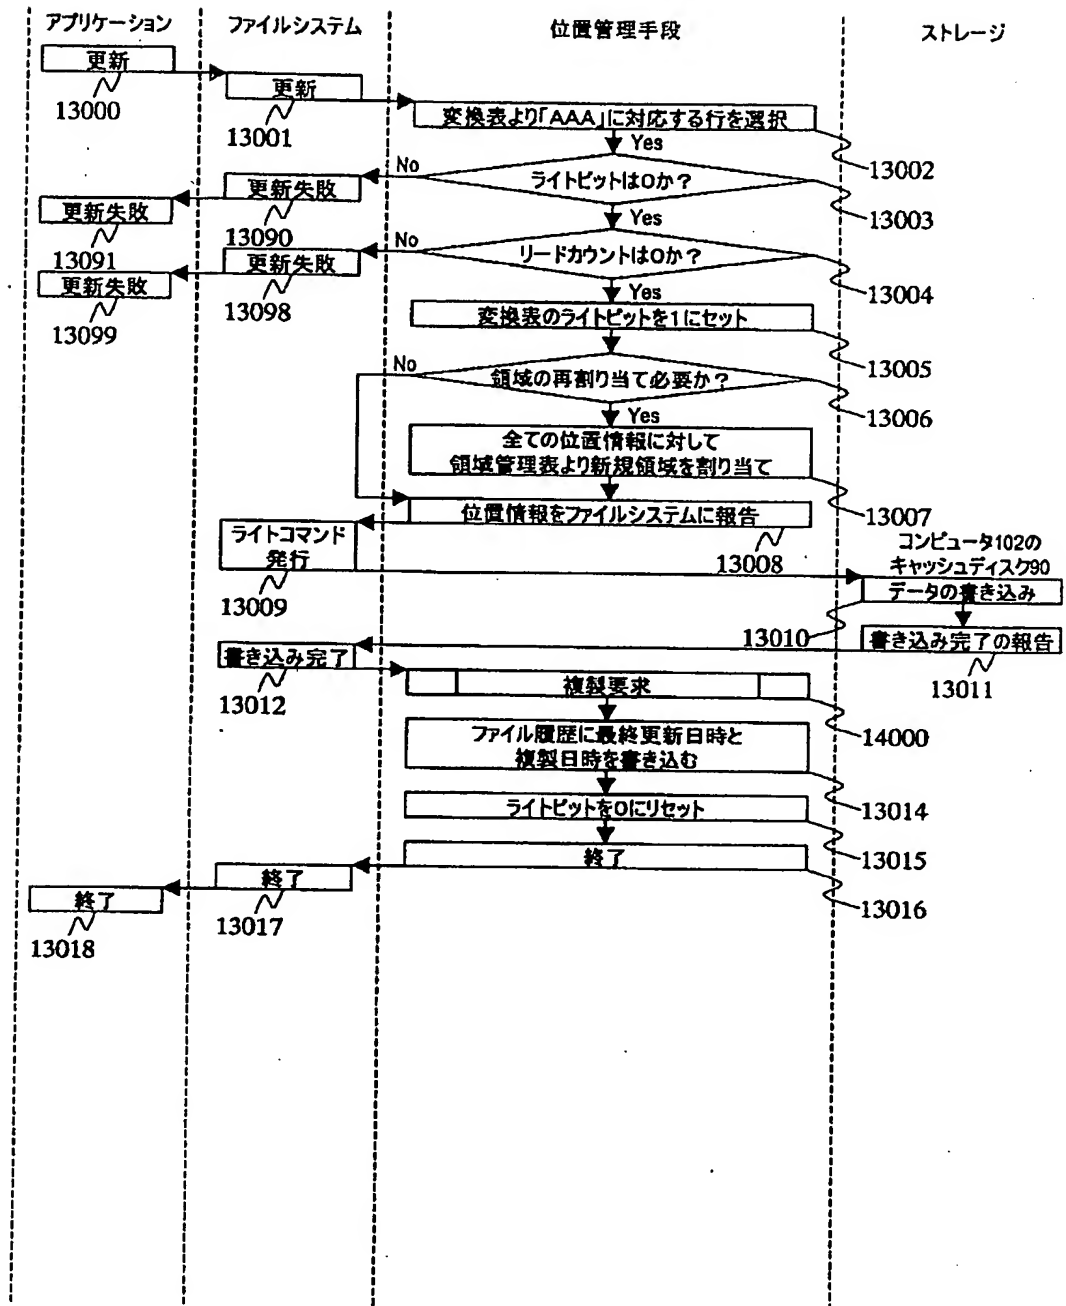 アプリケーション
ファイルシステム
位置管理手段
ストレージ
更新
13000
更新
13001
変換表より「AAA」に対応する行を選択
13002
Yes
ライトビットは0か?
13003
No
更新失敗
13090
更新失敗
13091
Yes
リードカウントは0か?
13004
No
更新失敗
13098
更新失敗
13099
Yes
変換表のライトビットを1にセット
13005
領域の再割り当て必要か?
13006
No
Yes
全ての位置情報に対して
領域管理表より新規領域を割り当て
13007
位置情報をファイルシステムに報告
13008
ライトコマンド
発行
13009
コンピュータ102の
キャッシュディスク90
データの書き込み
13010
書き込み完了の報告
13011
書き込み完了
13012
複製要求
14000
ファイル履歴に最終更新日時と
複製日時を書き込む
13014
ライトビットを0にリセット
13015
終了
13016
終了
13017
終了
13018